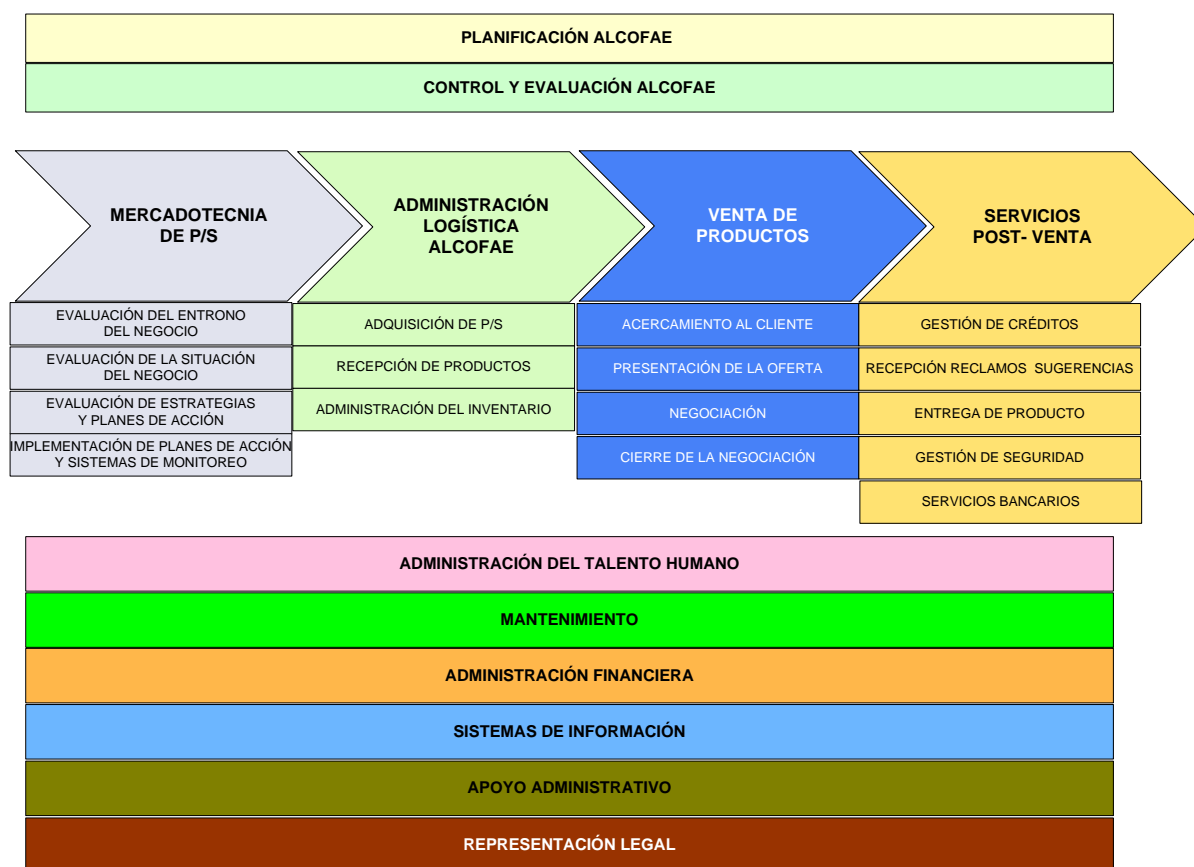 PLANIFICACIÓN ALCOFAE
CONTROL Y EVALUACIÓN ALCOFAE
MERCADOTECNIA
DE P/S
ADMINISTRACIÓN
LOGÍSTICA
ALCOFAE
VENTA DE
PRODUCTOS
SERVICIOS
POST- VENTA
EVALUACIÓN DEL ENTRONO
DEL NEGOCIO
EVALUACIÓN DE LA SITUACIÓN
DEL NEGOCIO
EVALUACIÓN DE ESTRATEGIAS
Y PLANES DE ACCIÓN
IMPLEMENTACIÓN DE PLANES DE ACCIÓN
Y SISTEMAS DE MONITOREO
ADQUISICIÓN DE P/S
RECEPCIÓN DE PRODUCTOS
ADMINISTRACIÓN DEL INVENTARIO
ACERCAMIENTO AL CLIENTE
PRESENTACIÓN DE LA OFERTA
NEGOCIACIÓN
CIERRE DE LA NEGOCIACIÓN
GESTIÓN DE CRÉDITOS
RECEPCIÓN RECLAMOS SUGERENCIAS
ENTREGA DE PRODUCTO
GESTIÓN DE SEGURIDAD
SERVICIOS BANCARIOS
ADMINISTRACIÓN DEL TALENTO HUMANO
MANTENIMIENTO
ADMINISTRACIÓN FINANCIERA
SISTEMAS DE INFORMACIÓN
APOYO ADMINISTRATIVO
REPRESENTACIÓN LEGAL